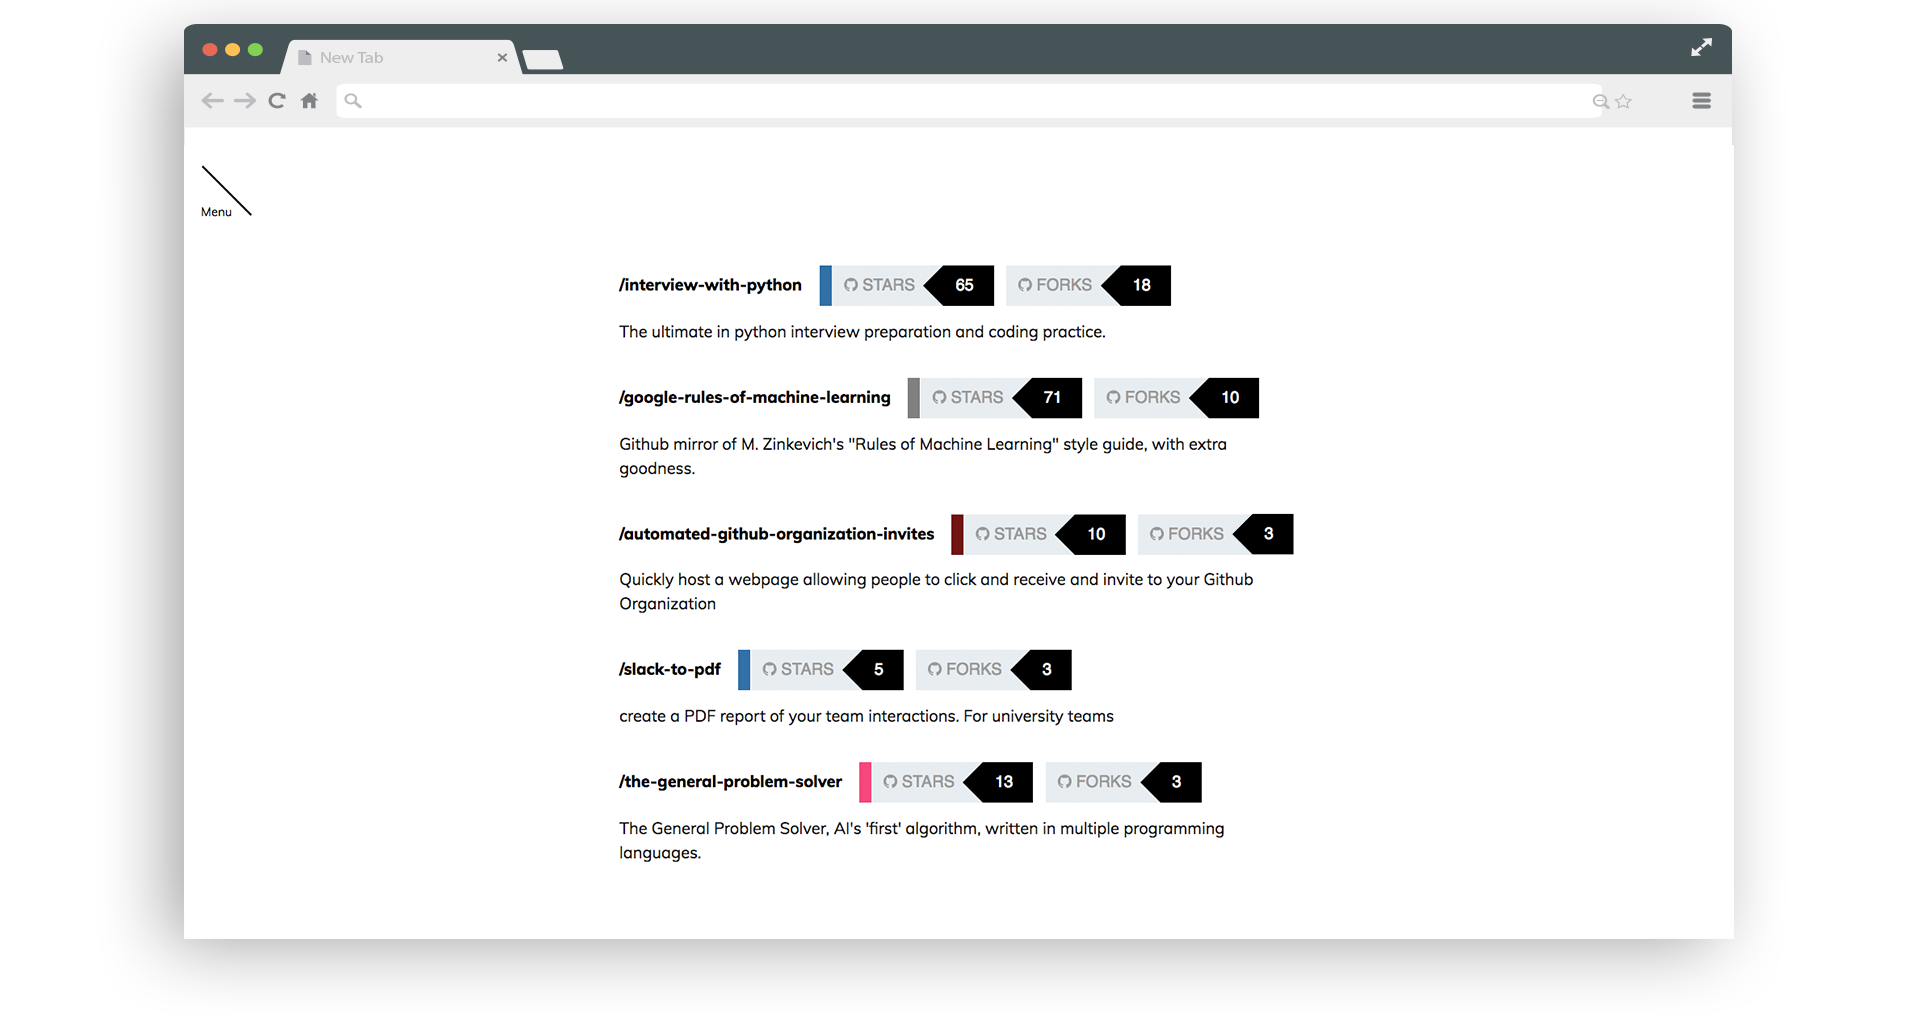 New Tab
Menu
/interview-with-python STARS 65 FORKS 18
The ultimate in python interview preparation and coding practice.
/google-rules-of-machine-learning STARS 71 FORKS 10
Github mirror of M. Zinkevich's "Rules of Machine Learning" style guide, with extra
goodness.
/automated-github-organization-invites STARS 10 FORKS 3
Quickly host a webpage allowing people to click and receive and invite to your Github
Organization
/slack-to-pdf STARS 5 FORKS 3
create a PDF report of your team interactions. For university teams
/the-general-problem-solver STARS 13 FORKS 3
The General Problem Solver, AI's 'first' algorithm, written in multiple programming
languages.